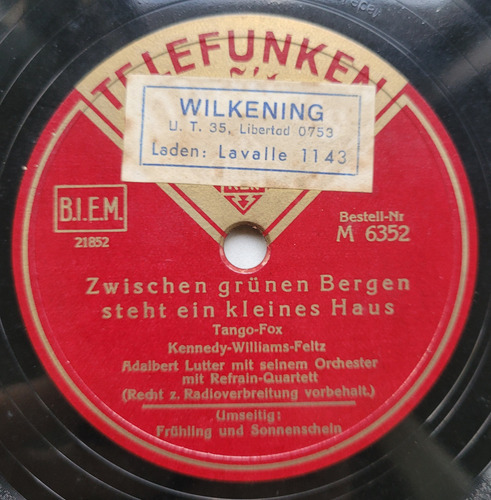 TELEFUNKEN
WILKENING
U. T. 35, Libertad 0753
Laden: Lavalle 1143
B.I.E.M.
21852
Bestell-Nr
M 6352
Zwischen grünen Bergen
steht ein kleines Haus
Tango-Fox
Kennedy-Williams-Feltz
Adalbert Lutter mit seinem Orchester
mit Refrain-Quartett
(Recht z. Radioverbreitung vorbehalt.)
Umseitig:
Frühling und Sonnenschein